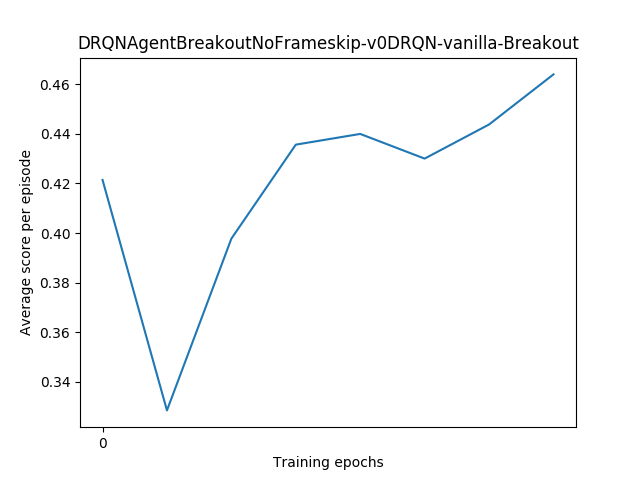 DRQNAgentBreakoutNoFrameskip-v0DRQN-vanilla-Breakout
0.46
0.44
0.42
0.40
0.38
0.36
0.34
Average score per episode
0
Training epochs